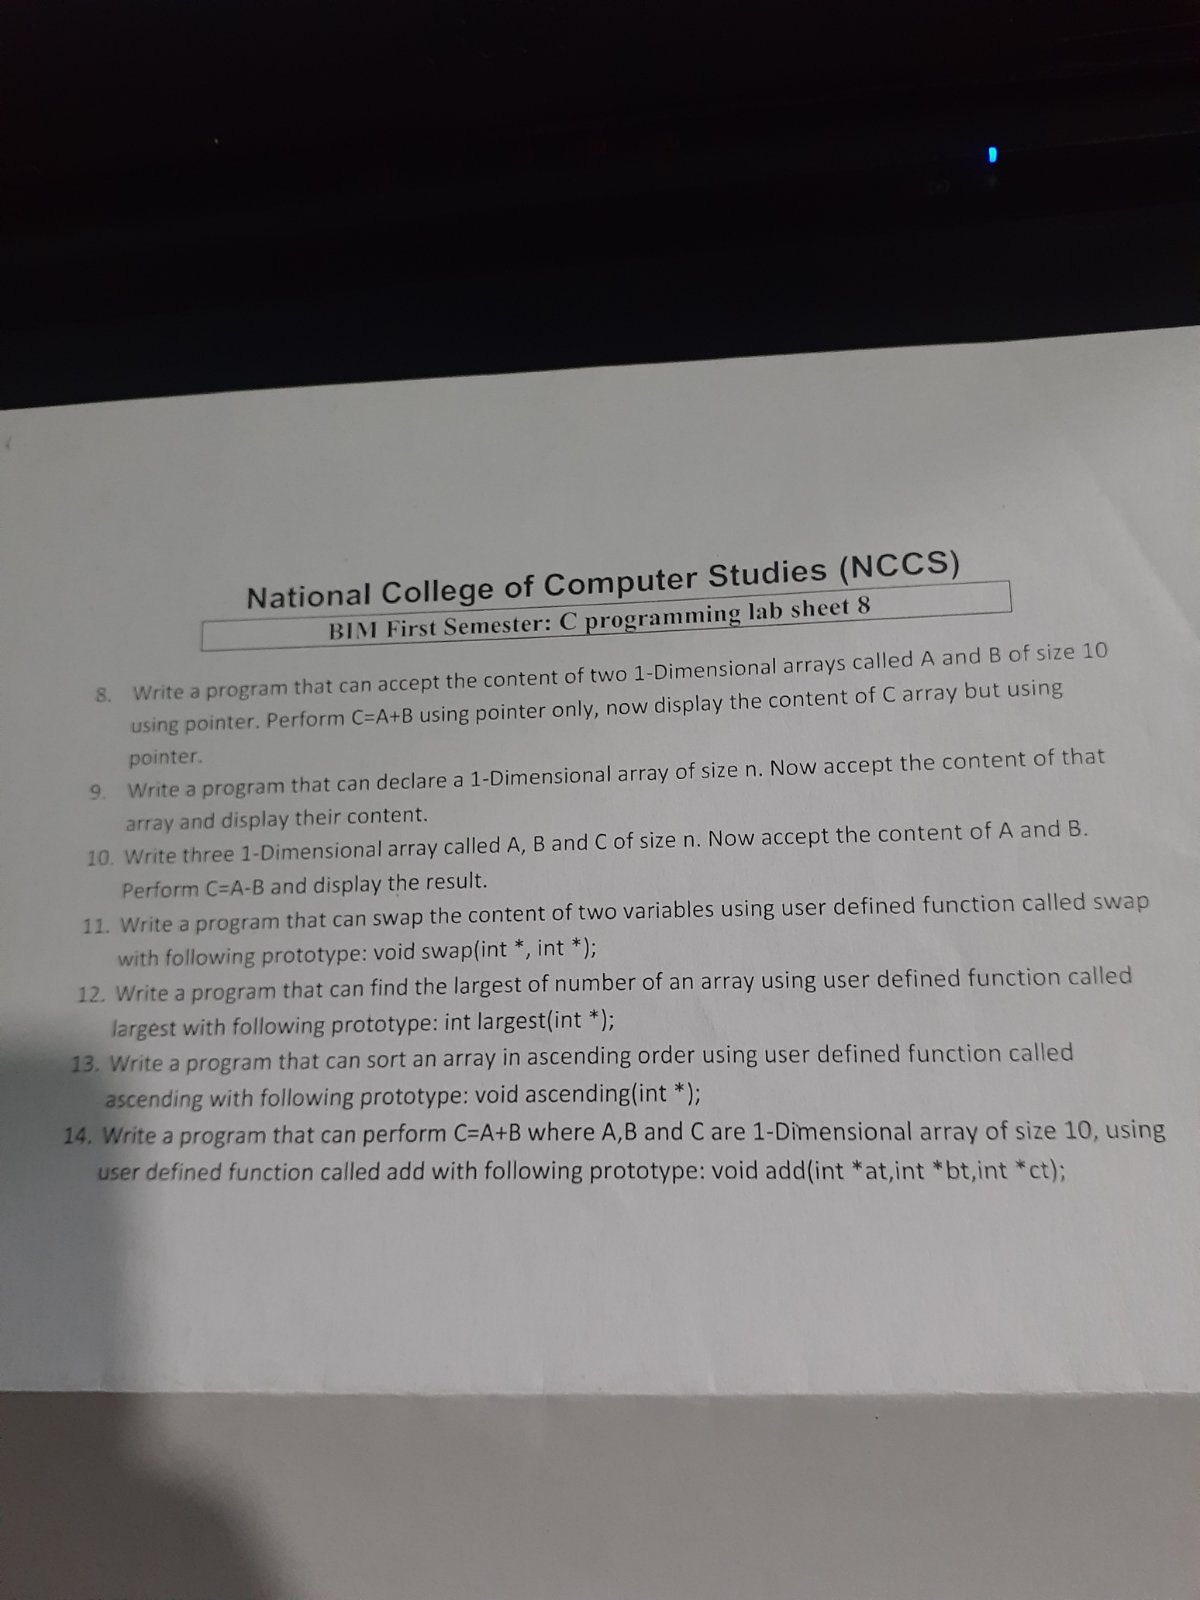 National College of Computer Studies (NCCS)
BIM First Semester: C programming lab sheet 8
8. Write a program that can accept the content of two 1-Dimensional arrays called A and B of size 10
using pointer. Perform C=A+B using pointer only, now display the content of C array but using
pointer.
9. Write a program that can declare a 1-Dimensional array of size n. Now accept the content of that
array and display their content.
10. Write three 1-Dimensional array called A, B and C of size n. Now accept the content of A and B.
Perform C=A-B and display the result.
11. Write a program that can swap the content of two variables using user defined function called swap
with following prototype: void swap(int *, int *);
12. Write a program that can find the largest of number of an array using user defined function called
largest with following prototype: int largest(int *);
13. Write a program that can sort an array in ascending order using user defined function called
ascending with following prototype: void ascending(int *);
14. Write a program that can perform C=A+B where A,B and C are 1-Dimensional array of size 10, using
user defined function called add with following prototype: void add(int *at,int *bt,int *ct);